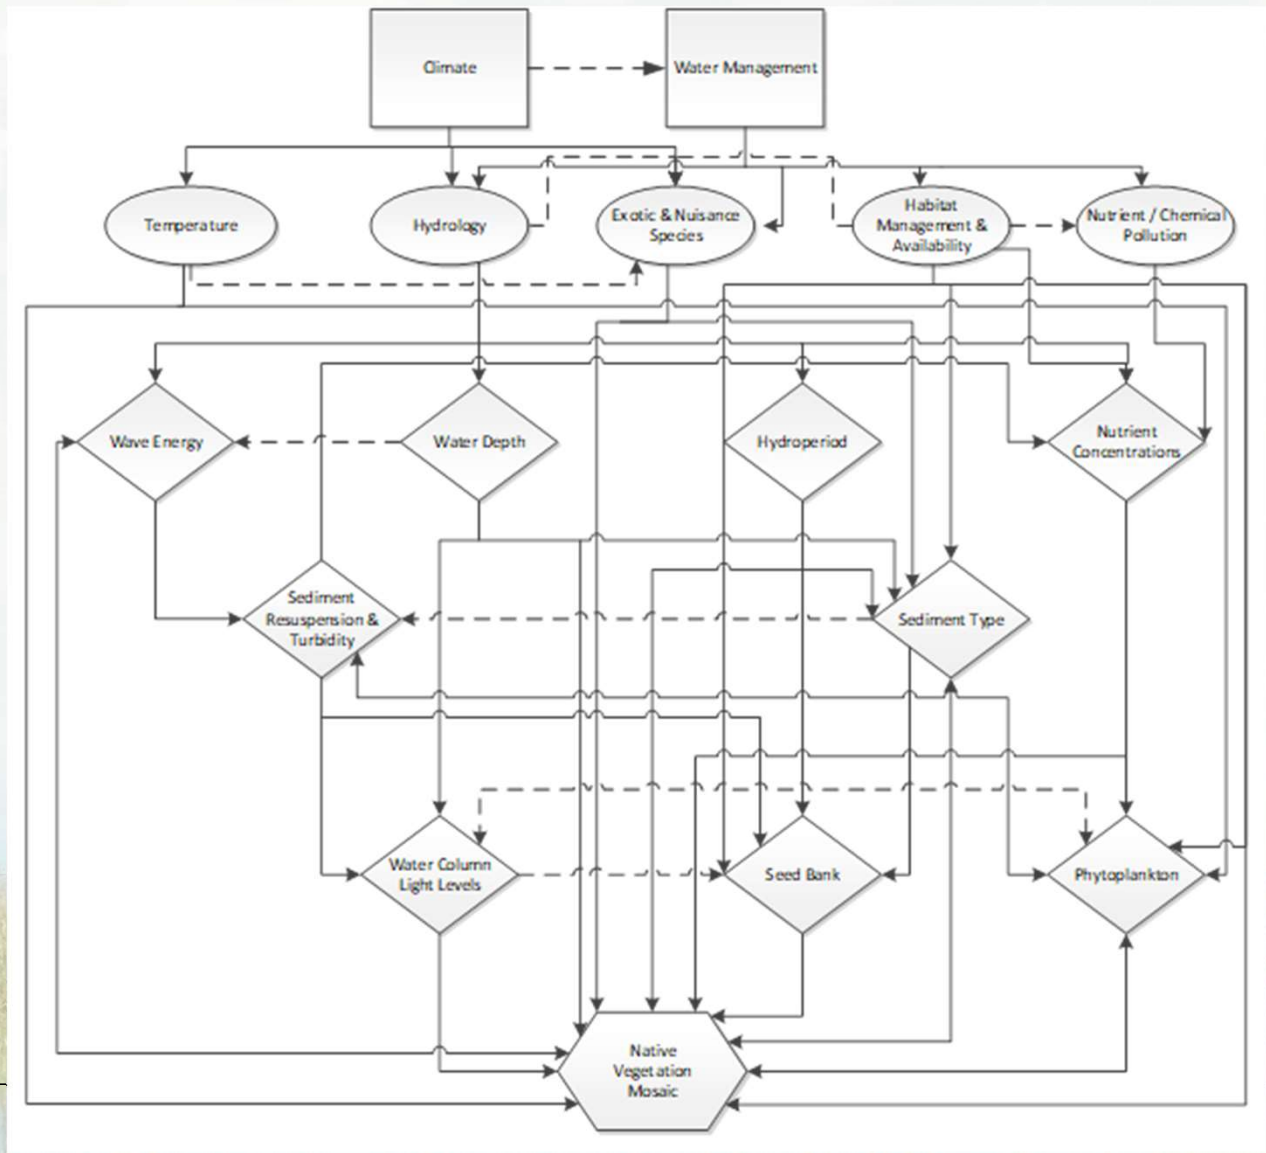 Climate
Water Management
Temperature
Hydrology
Exotic & Nuisance
Species
Habitat
Management &
Availability
Nutrient / Chemical
Pollution
Wave Energy
Water Depth
Hydroperiod
Nutrient
Concentrations
Sediment
Resuspension &
Turbidity
Sediment Type
Water Column
Light Levels
Seed Bank
Phytoplankton
Native
Vegetation
Mosaic